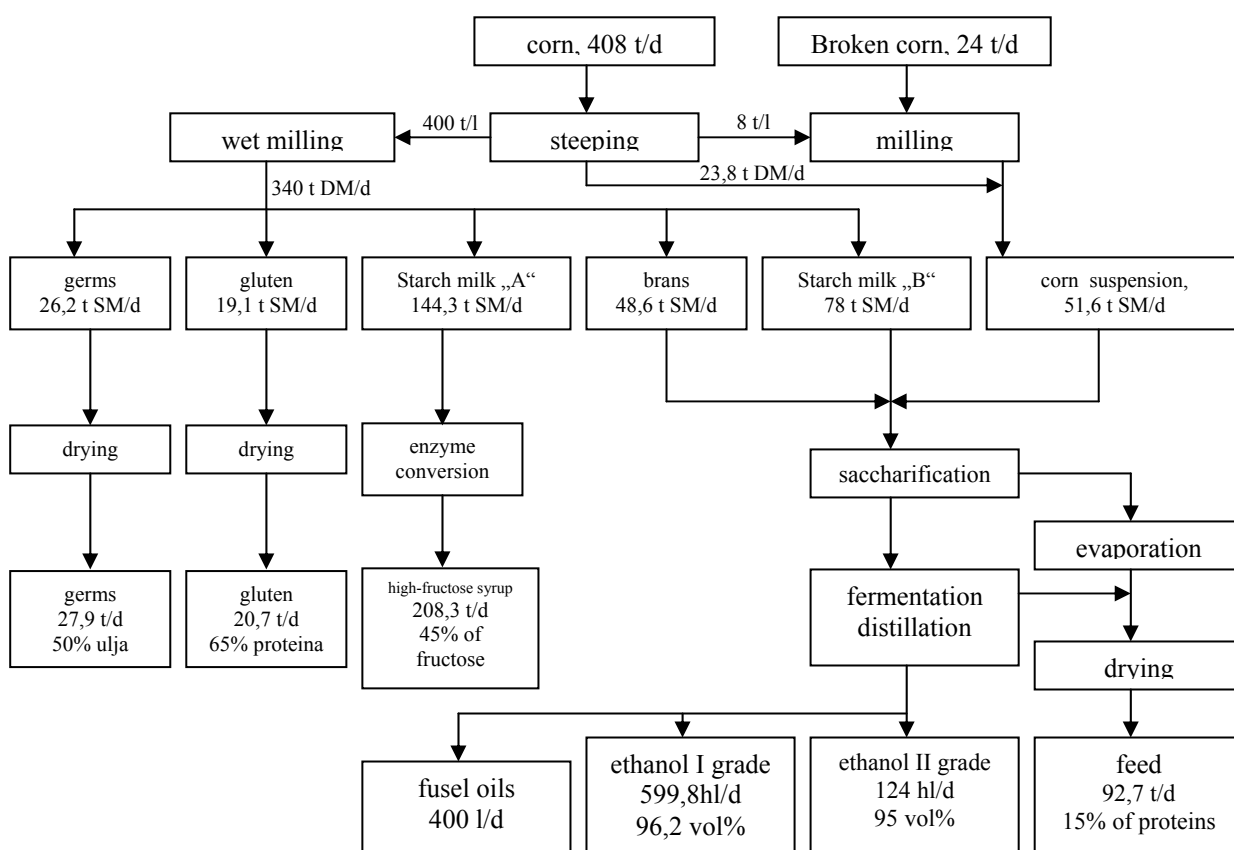 corn, 408 t/d
Broken corn, 24 t/d
wet milling
400 t/l
steeping
8 t/l
milling
23,8 t DM/d
340 t DM/d
germs
26,2 t SM/d
gluten
19,1 t SM/d
Starch milk „A“
144,3 t SM/d
brans
48,6 t SM/d
Starch milk „B“
78 t SM/d
corn suspension,
51,6 t SM/d
drying
drying
enzyme
conversion
saccharification
evaporation
germs
27,9 t/d
50% ulja
gluten
20,7 t/d
65% proteina
high-fructose syrup
208,3 t/d
45% of
fructose
fermentation
distillation
drying
fusel oils
400 l/d
ethanol I grade
599,8hl/d
96,2 vol%
ethanol II grade
124 hl/d
95 vol%
feed
92,7 t/d
15% of proteins